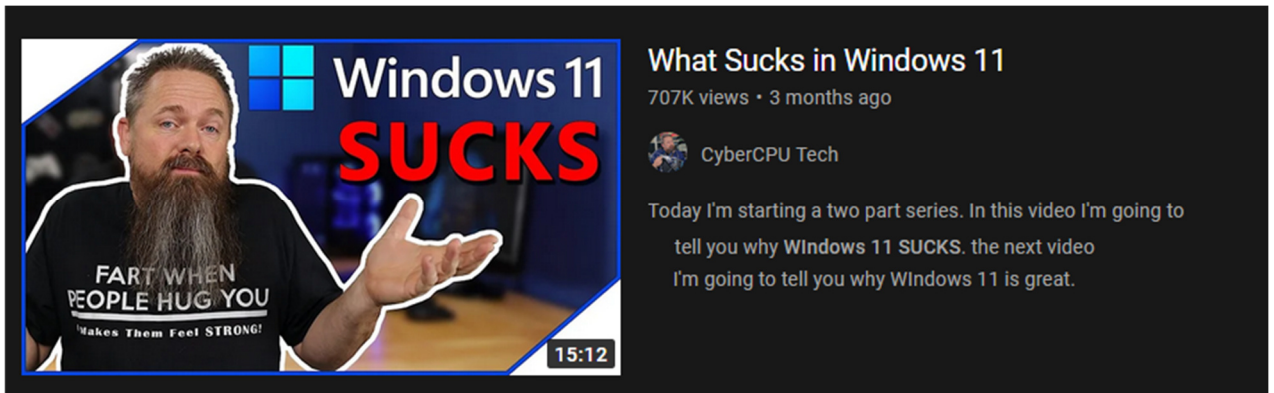 Windows 11
SUCKS
FART WHEN
PEOPLE HUG YOU
Makes Them Feel STRONG!
15:12
What Sucks in Windows 11
707K views • 3 months ago
CyberCPU Tech
Today I'm starting a two part series. In this video I'm going to
tell you why WIndows 11 SUCKS. the next video
I'm going to tell you why WIndows 11 is great.